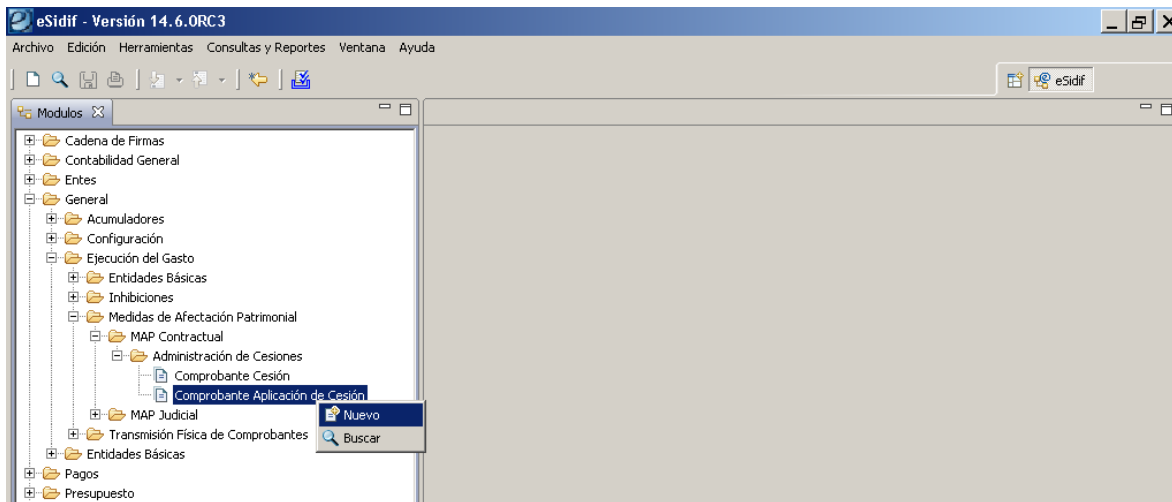 eSidif - Versión 14.6.0RC3
Archivo Edición Herramientas Consultas y Reportes Ventana Ayuda
eSidif
Modulos
Cadena de Firmas
Contabilidad General
Entes
General
Acumuladores
Configuración
Ejecución del Gasto
Entidades Básicas
Inhibiciones
Medidas de Afectación Patrimonial
MAP Contractual
Administración de Cesiones
Comprobante Cesión
Comprobante Aplicación de Cesión
MAP Judicial
Nuevo
Transmisión Física de Comprobantes
Buscar
Entidades Básicas
Pagos
Presupuesto